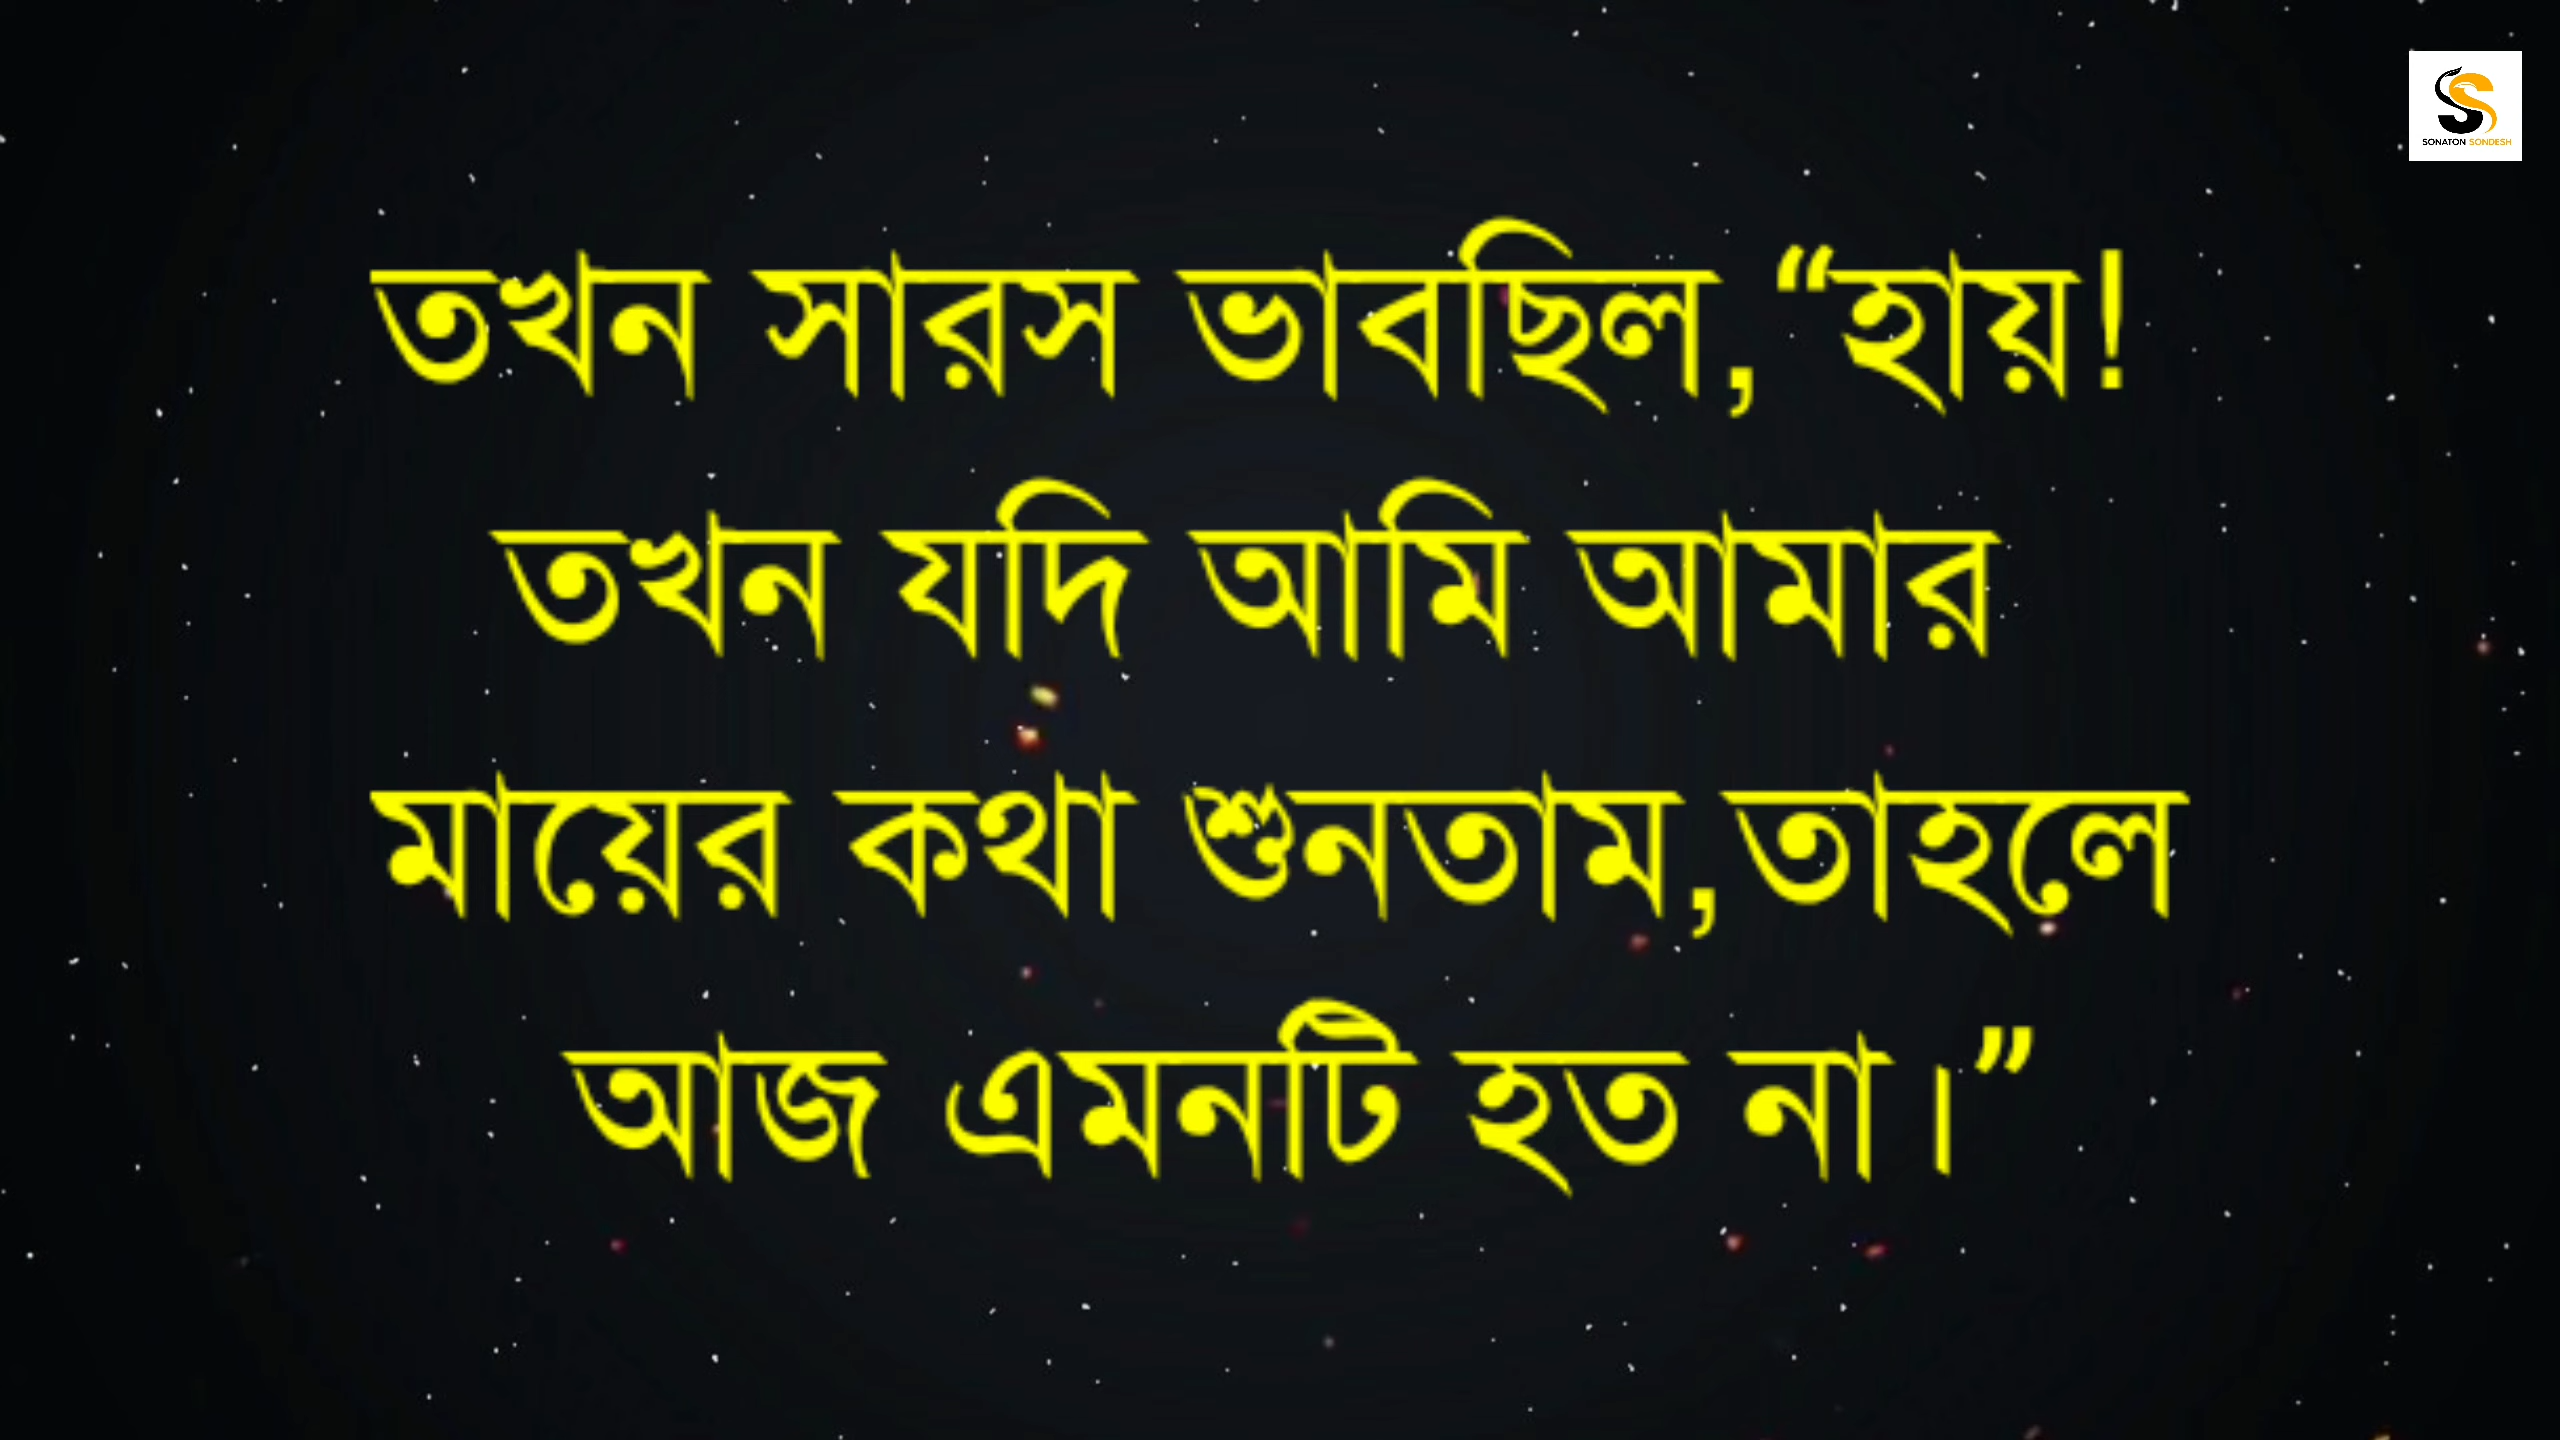 SONATON SONDESH
তখন সারস ভাবছিল,“হায়!
তখন যদি আমি আমার
মায়ের কথা শুনতাম,তাহলে
আজ এমনটি হত না।”